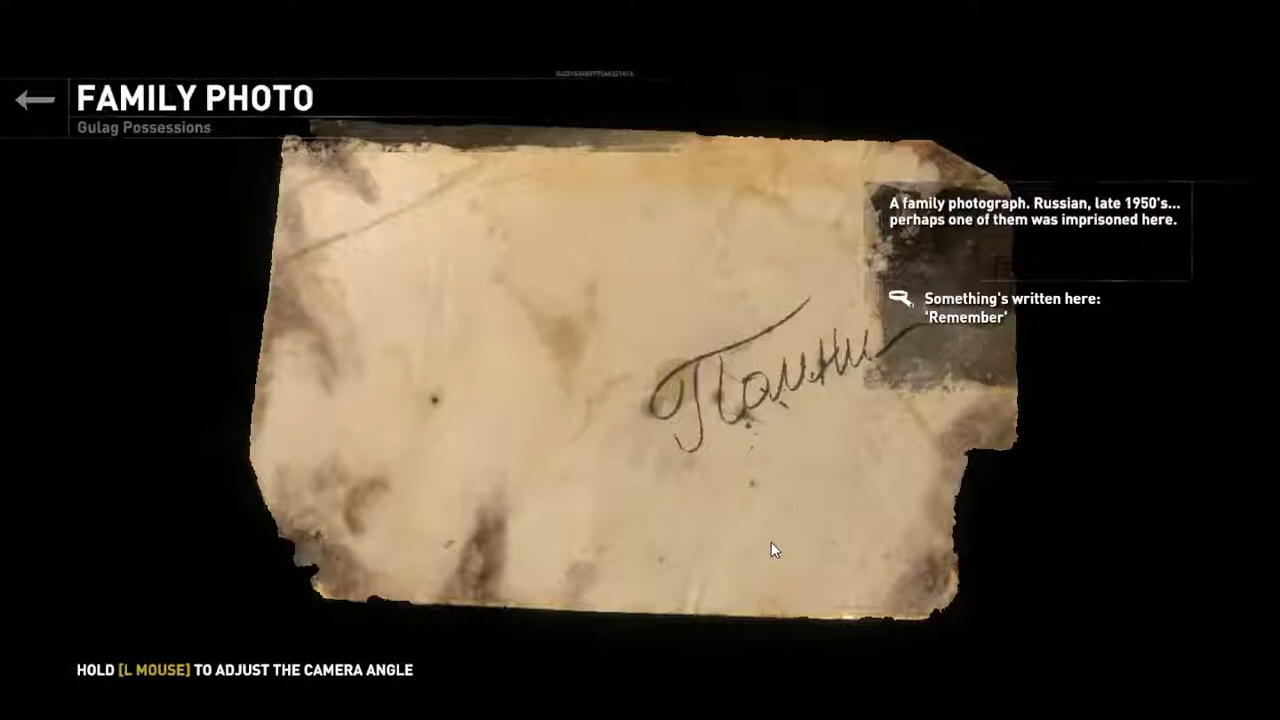 FAMILY PHOTO
Gulag Possessions
A family photograph. Russian, late 1950's...
perhaps one of them was imprisoned here.
Something's written here:
'Remember'
Помни
HOLD [L MOUSE] TO ADJUST THE CAMERA ANGLE